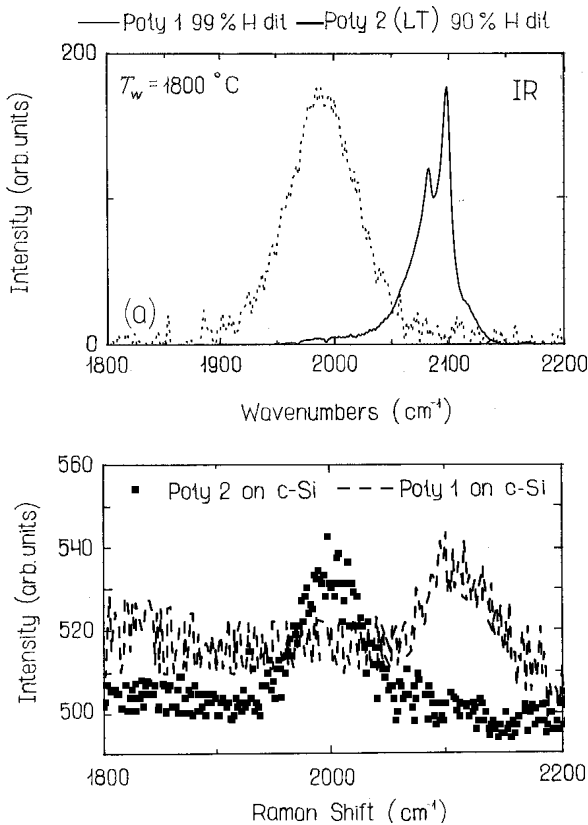 Poly 1 99 % H dil Poly 2 (LT) 90 % H dil
200
T_w = 1800 °C
IR
Intensity (arb. units)
(a)
0
1800 1900 2000 2100 2200
Wavenumbers (cm⁻¹)
560
Poly 2 on c-Si Poly 1 on c-Si
540
520
500
Intensity (arb. units)
1800 2000 2200
Raman Shift (cm⁻¹)